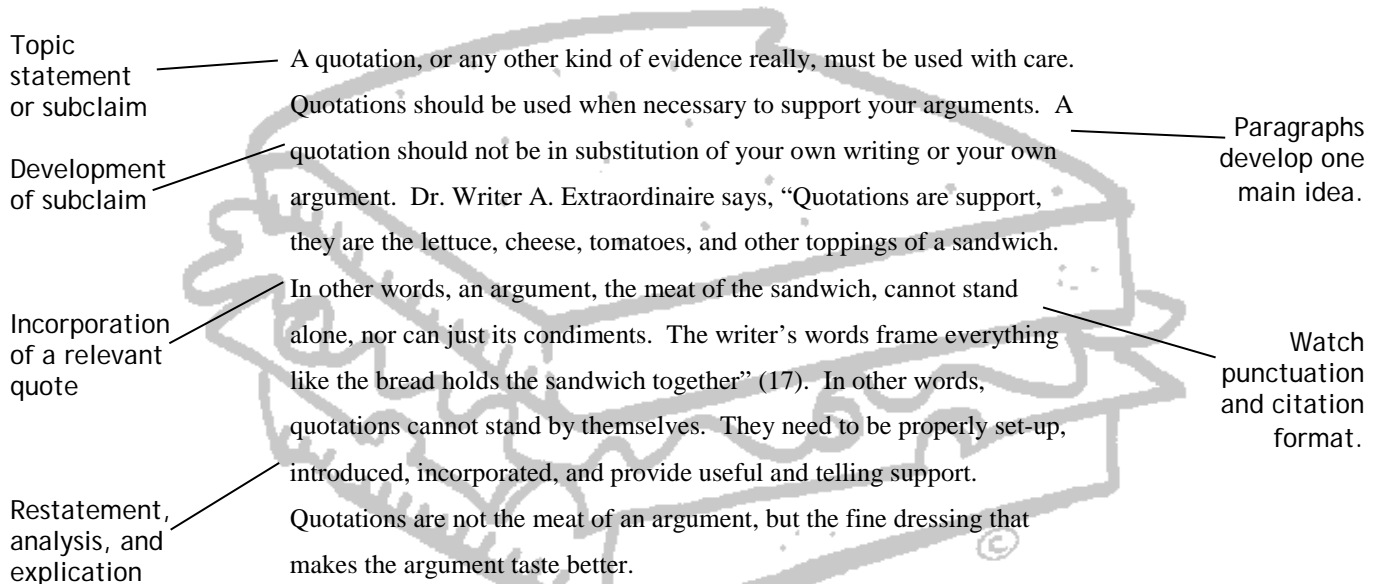 Topic
statement
or subclaim
Development
of subclaim
Incorporation
of a relevant
quote
Restatement,
analysis, and
explication
A quotation, or any other kind of evidence really, must be used with care.
Quotations should be used when necessary to support your arguments.  A
quotation should not be in substitution of your own writing or your own
argument.  Dr. Writer A. Extraordinaire says, “Quotations are support,
they are the lettuce, cheese, tomatoes, and other toppings of a sandwich.
In other words, an argument, the meat of the sandwich, cannot stand
alone, nor can just its condiments.  The writer’s words frame everything
like the bread holds the sandwich together” (17).  In other words,
quotations cannot stand by themselves.  They need to be properly set-up,
introduced, incorporated, and provide useful and telling support.
Quotations are not the meat of an argument, but the fine dressing that
makes the argument taste better.
©
Paragraphs
develop one
main idea.
Watch
punctuation
and citation
format.